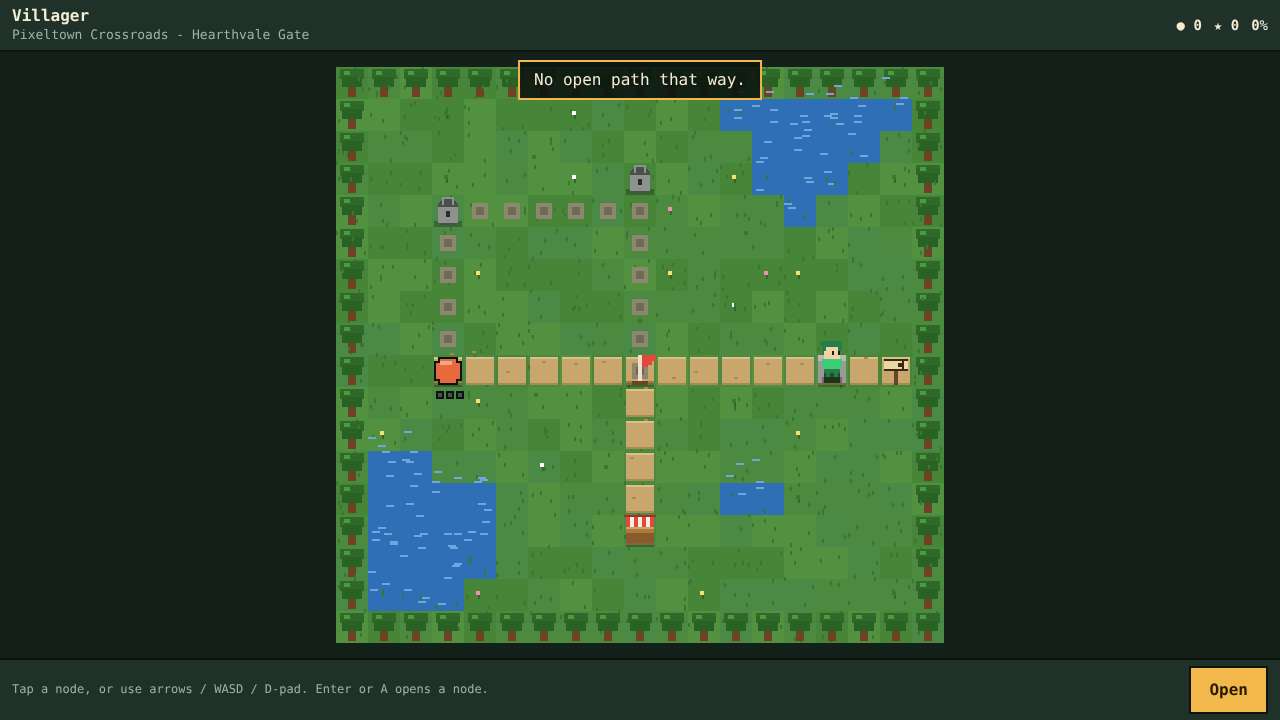 Villager
Pixeltown Crossroads - Hearthvale Gate
● 0 ★ 0 0%
No open path that way.
Tap a node, or use arrows / WASD / D-pad. Enter or A opens a node.
Open